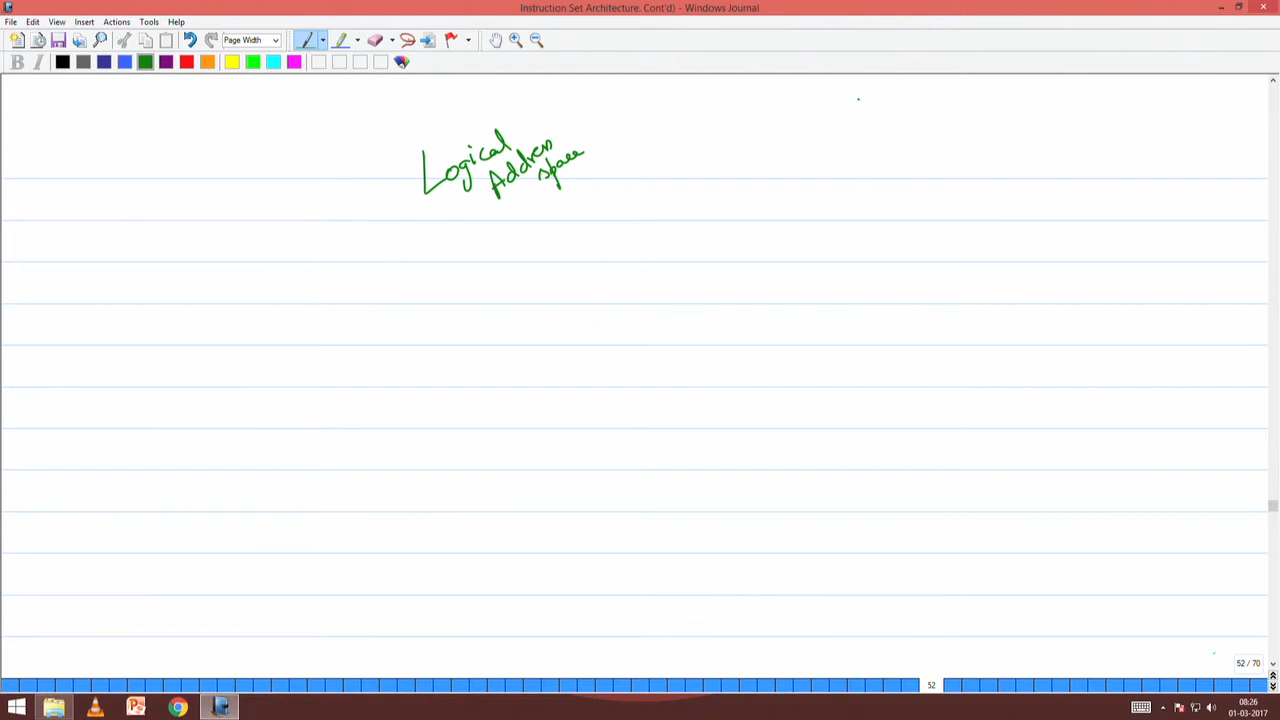 Instruction Set Architecture. Cont'd) - Windows Journal
File Edit View Insert Actions Tools Help
Page Width
B I
Logical
Address
space
52 / 70
52
08:26
01-03-2017